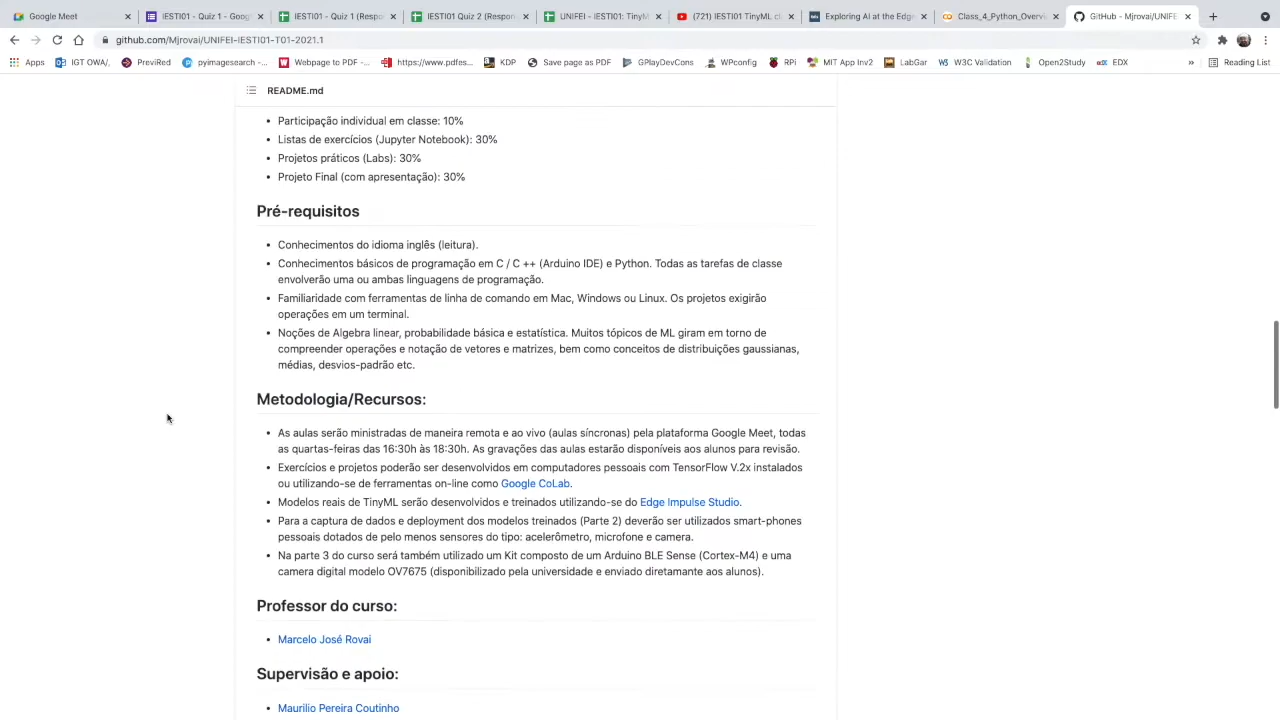 Google Meet
IESTI01 - Quiz 1 - Goog
IESTI01 - Quiz 1 (Respon
IESTI01 Quiz 2 (Respon
UNIFEI - IESTI01: TinyM
(721) IESTI01 TinyML cl
Exploring AI at the Edge
Class_4_Python_Overvi
GitHub - Mjrovai/UNIFE
github.com/Mjrovai/UNIFEI-IESTI01-T01-2021.1
Apps
IGT OWA/,
PreviRed
pyimagesearch -...
Webpage to PDF -...
https://www.pdfes...
KDP
Save page as PDF
GPlayDevCons
WPconfig
RPi
MIT App Inv2
LabGar
W3C Validation
Open2Study
EDX
»
Reading List
README.md
• Participação individual em classe: 10%
• Listas de exercícios (Jupyter Notebook): 30%
• Projetos práticos (Labs): 30%
• Projeto Final (com apresentação): 30%
Pré-requisitos
• Conhecimentos do idioma inglês (leitura).
• Conhecimentos básicos de programação em C / C ++ (Arduino IDE) e Python. Todas as tarefas de classe
envolverão uma ou ambas linguagens de programação.
• Familiaridade com ferramentas de linha de comando em Mac, Windows ou Linux. Os projetos exigirão
operações em um terminal.
• Noções de Algebra linear, probabilidade básica e estatística. Muitos tópicos de ML giram em torno de
compreender operações e notação de vetores e matrizes, bem como conceitos de distribuições gaussianas,
médias, desvios-padrão etc.
Metodologia/Recursos:
• As aulas serão ministradas de maneira remota e ao vivo (aulas síncronas) pela plataforma Google Meet, todas
as quartas-feiras das 16:30h às 18:30h. As gravações das aulas estarão disponíveis aos alunos para revisão.
• Exercícios e projetos poderão ser desenvolvidos em computadores pessoais com TensorFlow V.2x instalados
ou utilizando-se de ferramentas on-line como Google CoLab.
• Modelos reais de TinyML serão desenvolvidos e treinados utilizando-se do Edge Impulse Studio.
• Para a captura de dados e deployment dos modelos treinados (Parte 2) deverão ser utilizados smart-phones
pessoais dotados de pelo menos sensores do tipo: acelerômetro, microfone e camera.
• Na parte 3 do curso será também utilizado um Kit composto de um Arduino BLE Sense (Cortex-M4) e uma
camera digital modelo OV7675 (disponibilizado pela universidade e enviado diretamante aos alunos).
Professor do curso:
• Marcelo José Rovai
Supervisão e apoio:
• Maurilio Pereira Coutinho